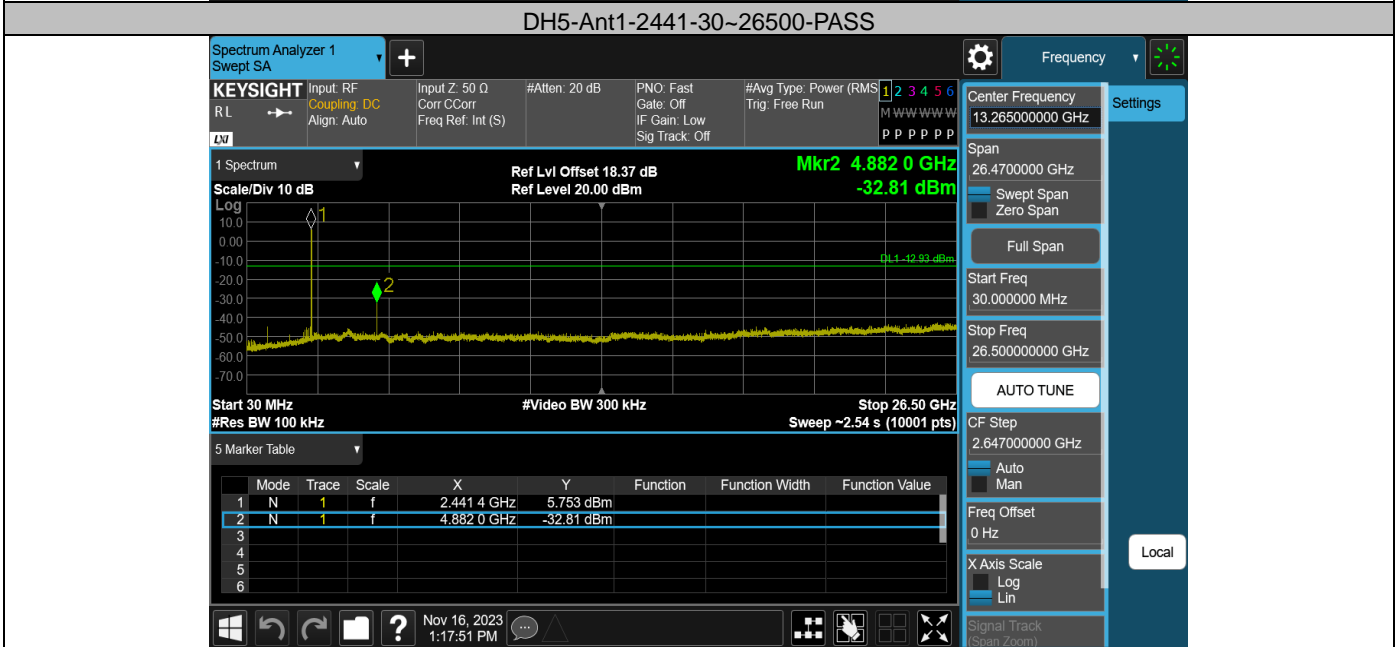 DH5-Ant1-2441-30~26500-PASS
Spectrum Analyzer 1
Swept SA
Frequency
KEYSIGHT
RL
LXI
Input: RF
Coupling: DC
Align: Auto
Input Z: 50 Ω
Corr CCorr
Freq Ref: Int (S)
#Atten: 20 dB
PNO: Fast
Gate: Off
IF Gain: Low
Sig Track: Off
#Avg Type: Power (RMS
Trig: Free Run
1 2 3 4 5 6
M W W W W W
P P P P P P
1 Spectrum
Scale/Div 10 dB
Ref Lvl Offset 18.37 dB
Ref Level 20.00 dBm
Mkr2 4.882 0 GHz
-32.81 dBm
Log
10.0
0.00
-10.0
-20.0
-30.0
-40.0
-50.0
-60.0
-70.0
1
2
DL1 -12.93 dBm
Start 30 MHz
#Video BW 300 kHz
Stop 26.50 GHz
#Res BW 100 kHz
Sweep ~2.54 s (10001 pts)
5 Marker Table
Mode Trace Scale X Y Function Function Width Function Value
1 N 1 f 2.441 4 GHz 5.753 dBm
2 N 1 f 4.882 0 GHz -32.81 dBm
3
4
5
6
Nov 16, 2023
1:17:51 PM
Center Frequency
13.265000000 GHz
Settings
Span
26.4700000 GHz
Swept Span
Zero Span
Full Span
Start Freq
30.000000 MHz
Stop Freq
26.500000000 GHz
AUTO TUNE
CF Step
2.647000000 GHz
Auto
Man
Freq Offset
0 Hz
Local
X Axis Scale
Log
Lin
Signal Track
(Span Zoom)